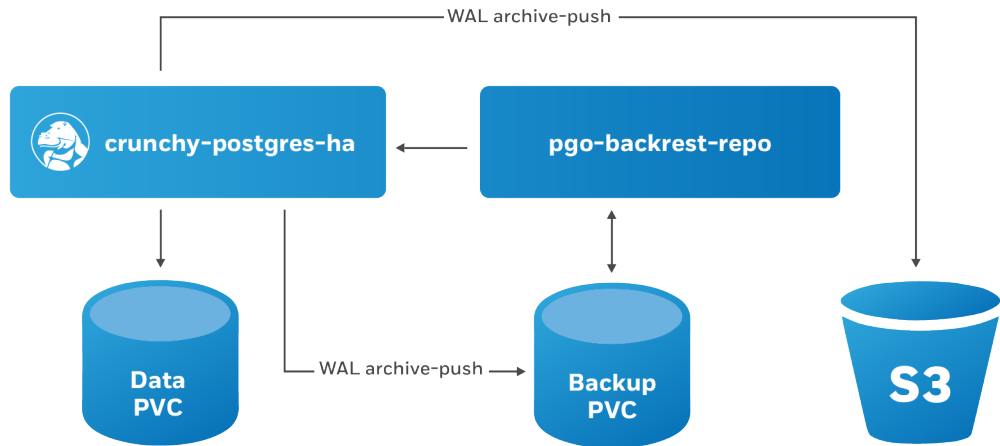 WAL archive-push
crunchy-postgres-ha
pgo-backrest-repo
WAL archive-push
Data
PVC
Backup
PVC
S3